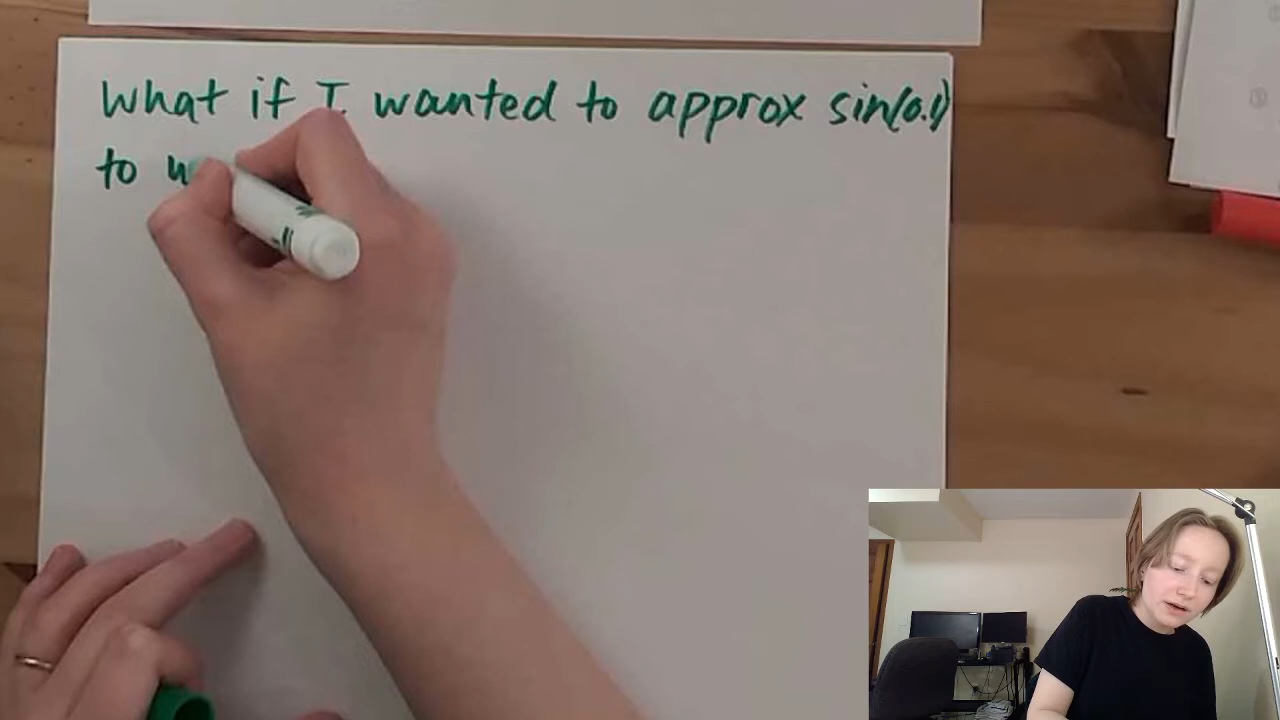 What if I wanted to approx sin(0.1)
to